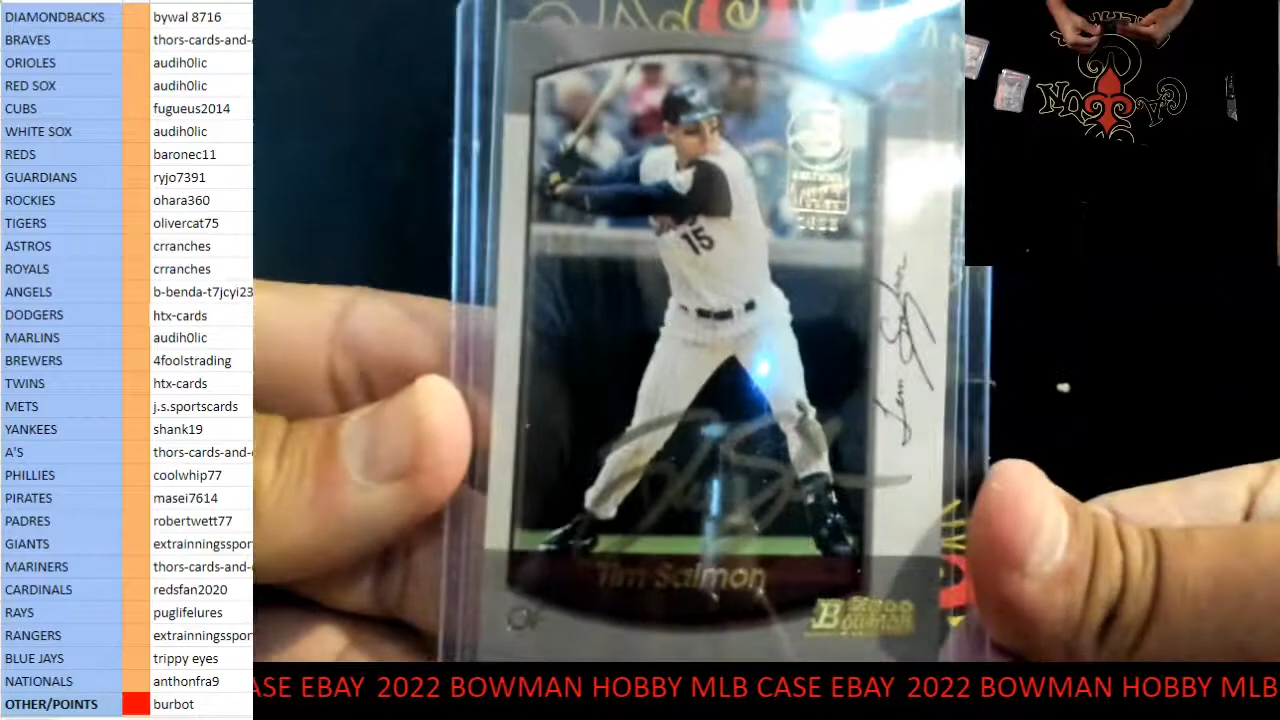 DIAMONDBACKS bywal 8716
BRAVES thors-cards-and-
ORIOLES audih0lic
RED SOX audih0lic
CUBS fugueus2014
WHITE SOX audih0lic
REDS baronec11
GUARDIANS ryjo7391
ROCKIES ohara360
TIGERS olivercat75
ASTROS crranches
ROYALS crranches
ANGELS b-benda-t7jcyi23
DODGERS htx-cards
MARLINS audih0lic
BREWERS 4foolstrading
TWINS htx-cards
METS j.s.sportscards
YANKEES shank19
A'S thors-cards-and-
PHILLIES coolwhip77
PIRATES masei7614
PADRES robertwett77
GIANTS extrainningsspor
MARINERS thors-cards-and-
CARDINALS redsfan2020
RAYS puglifelures
RANGERS extrainningsspor
BLUE JAYS trippy eyes
NATIONALS anthonfra9
OTHER/POINTS burbot
15
Tim Salmon
OF
2000
Bowman
ASE EBAY 2022 BOWMAN HOBBY MLB CASE EBAY 2022 BOWMAN HOBBY MLB